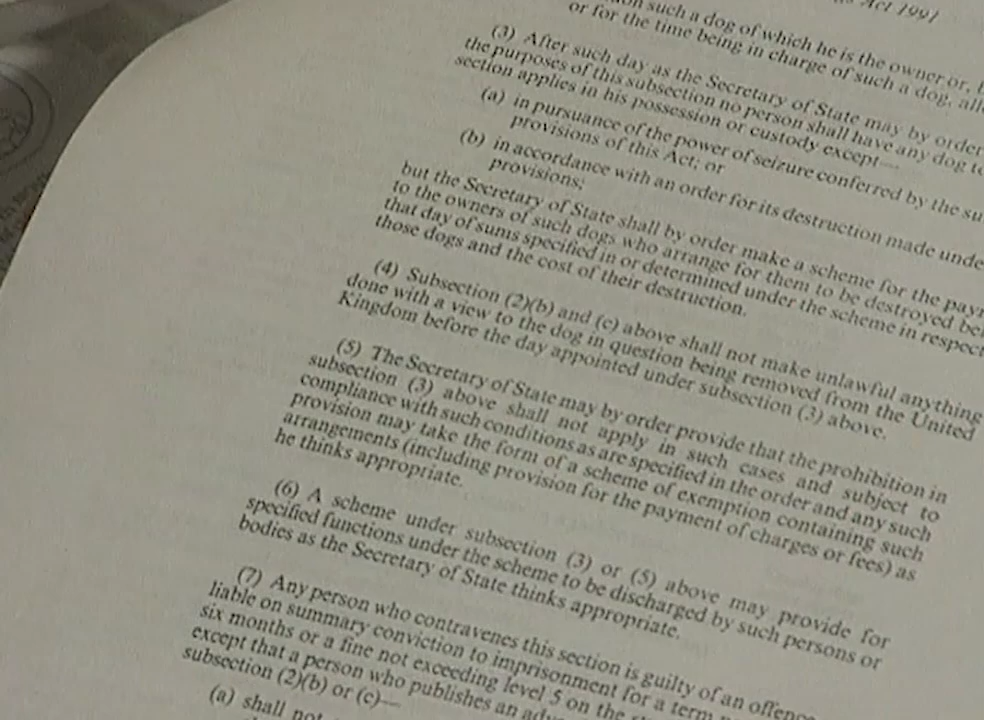 Act 1991
such a dog of which he is the owner or,
or for the time being in charge of such a dog,
(3) After such day as the Secretary of State may by order
the purposes of this subsection no person shall have any dog
section applies in his possession or custody except—
(a) in pursuance of the power of seizure conferred by the
provisions of this Act; or
(b) in accordance with an order for its destruction made
provisions;
but the Secretary of State shall by order make a scheme for the
to the owners of such dogs who arrange for them to be destroyed
that day of sums specified in or determined under the scheme in respect
those dogs and the cost of their destruction.
(4) Subsection (2)(b) and (c) above shall not make unlawful anything
done with a view to the dog in question being removed from the United
Kingdom before the day appointed under subsection (3) above.
(5) The Secretary of State may by order provide that the prohibition in
subsection (3) above shall not apply in such cases and subject to
compliance with such conditions as are specified in the order and any such
provision may take the form of a scheme of exemption containing such
arrangements (including provision for the payment of charges or fees) as
he thinks appropriate.
(6) A scheme under subsection (3) or (5) above may provide for
specified functions under the scheme to be discharged by such persons or
bodies as the Secretary of State thinks appropriate.
(7) Any person who contravenes this section is guilty of an offence
liable on summary conviction to imprisonment for a term
six months or a fine not exceeding level 5 on the
except that a person who publishes an
subsection (2)(b) or (c)—
(a) shall not